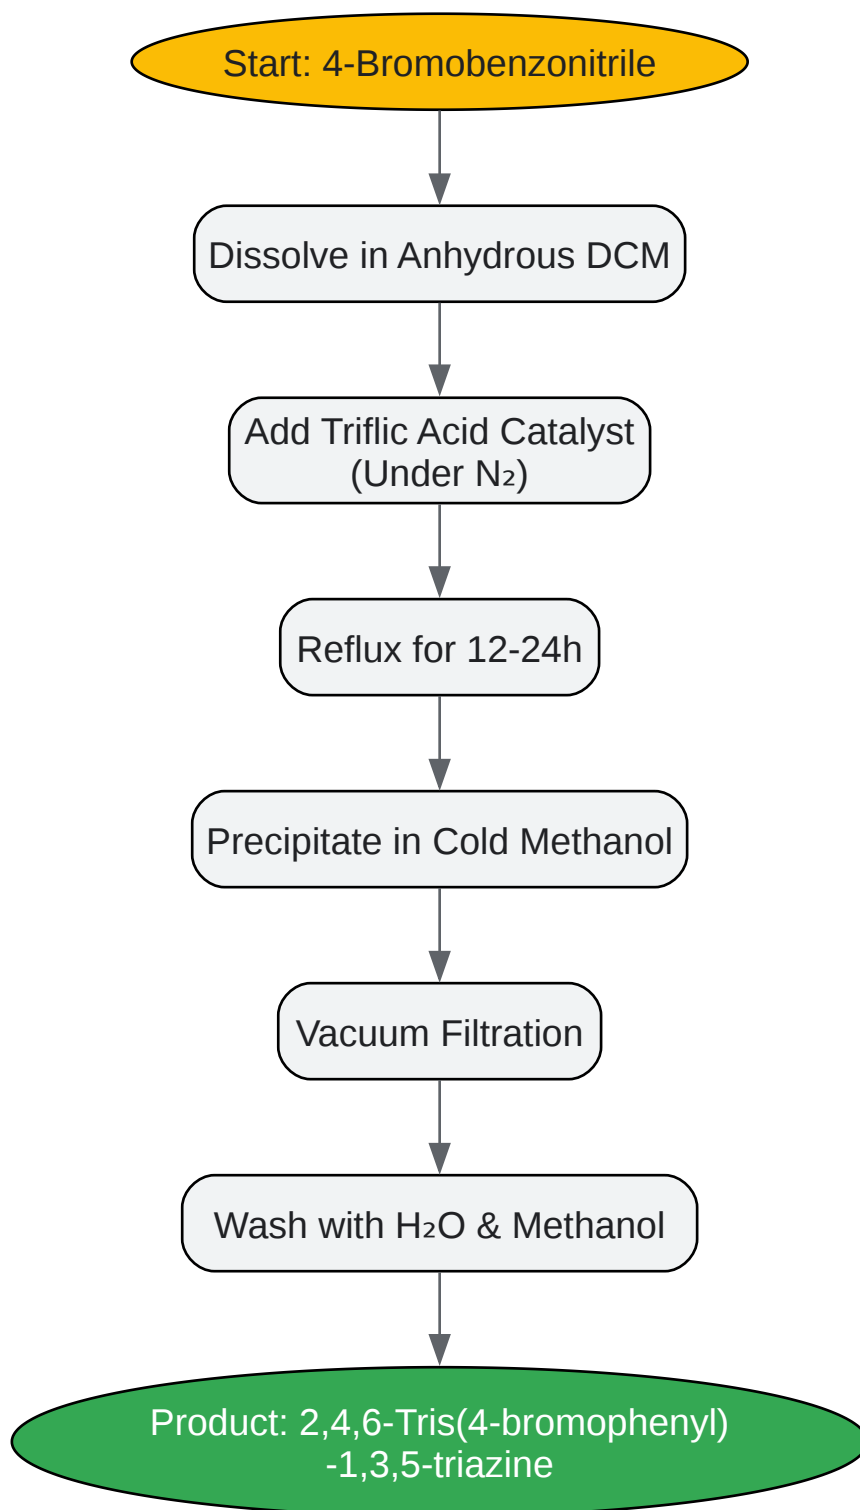 Start: 4-Bromobenzonitrile
Dissolve in Anhydrous DCM
Add Triflic Acid Catalyst
(Under N₂)
Reflux for 12-24h
Precipitate in Cold Methanol
Vacuum Filtration
Wash with H₂O & Methanol
Product: 2,4,6-Tris(4-bromophenyl)
-1,3,5-triazine